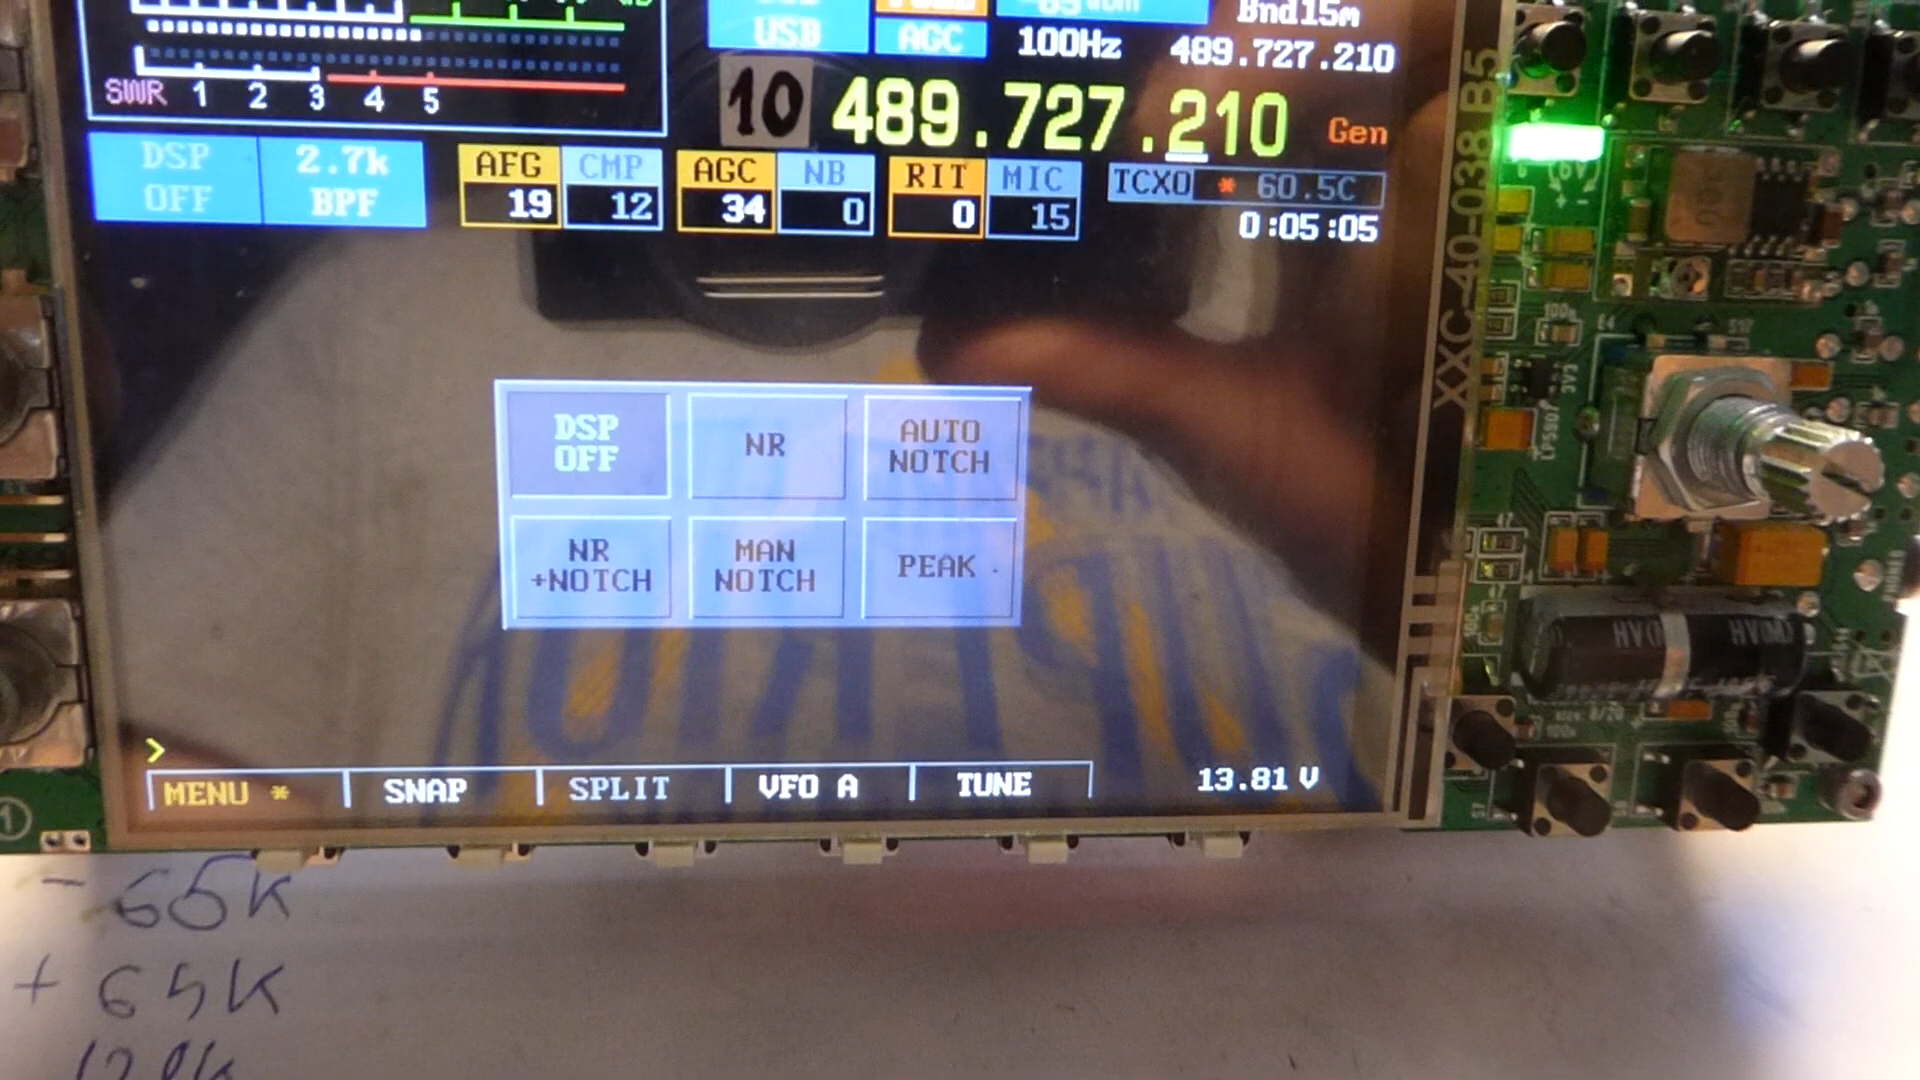 USB
AGC
100Hz
Bnd15m
489.727.210
SWR 1 2 3 4 5
10
489.727.210
Gen
DSP
OFF
2.7k
BPF
AFG
19
CMP
12
AGC
34
NB
0
RIT
0
MIC
15
TCXO * 60.5C
0:05:05
DSP
OFF
NR
AUTO
NOTCH
NR
+NOTCH
MAN
NOTCH
PEAK
>
MENU *
SNAP
SPLIT
VFO A
TUNE
13.81 V
XXC-40-038 B5
- 65k
+ 65k